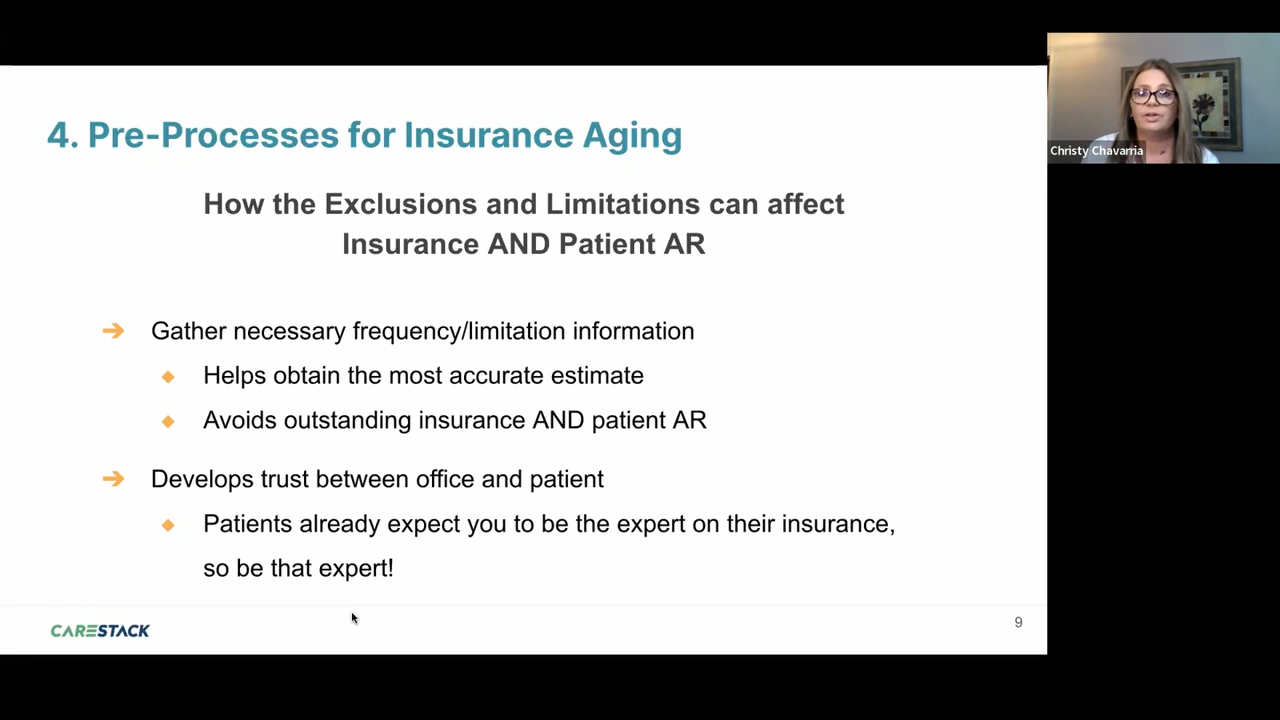 4. Pre-Processes for Insurance Aging
How the Exclusions and Limitations can affect
Insurance AND Patient AR
➔ Gather necessary frequency/limitation information
◆ Helps obtain the most accurate estimate
◆ Avoids outstanding insurance AND patient AR
➔ Develops trust between office and patient
◆ Patients already expect you to be the expert on their insurance,
so be that expert!
CARESTACK
9
Christy Chavarria